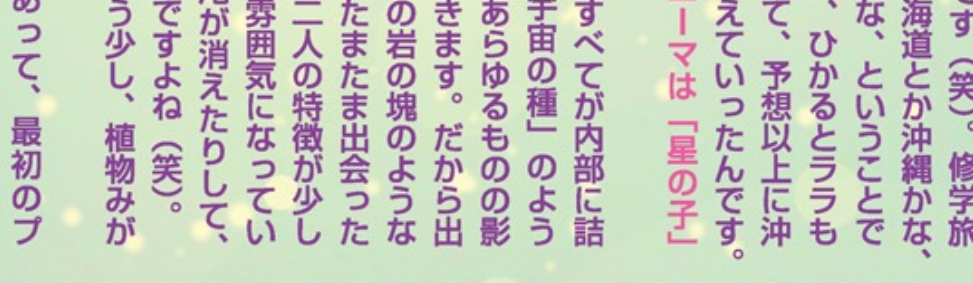 です（笑）。修学旅
海道とか沖縄かな、
な、ということで
、ひかるとララも
て、予想以上に沖
えていったんです。
ーマは「星の子」
すべてが内部に詰
宇宙の種」のよう
あらゆるものの影
きます。だから出
の岩の塊のような
たまたま出会った
二人の特徴が少し
雰囲気になってい
が消えたりして、
ですよね（笑）。
う少し、植物みが
あって、最初のプ